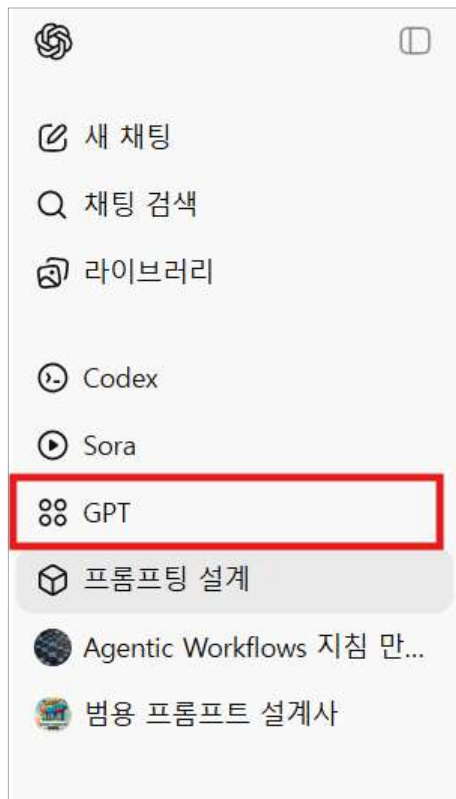 새 채팅
채팅 검색
라이브러리
Codex
Sora
GPT
프롬프팅 설계
Agentic Workflows 지침 만...
범용 프롬프트 설계사